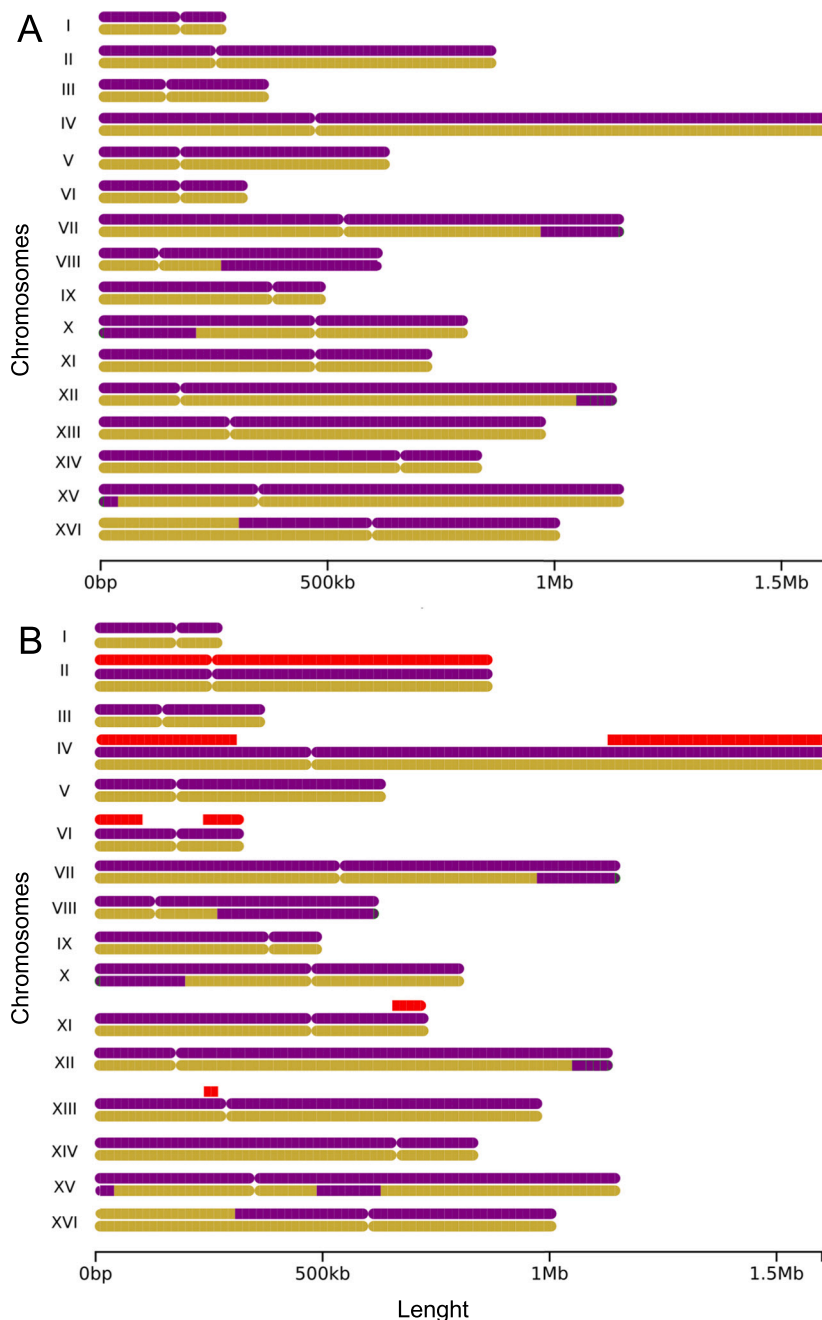 A
I
II
III
IV
V
VI
VII
VIII
IX
X
XI
XII
XIII
XIV
XV
XVI
Chromosomes
0bp 500kb 1Mb 1.5Mb
B
I
II
III
IV
V
VI
VII
VIII
IX
X
XI
XII
XIII
XIV
XV
XVI
Chromosomes
0bp 500kb 1Mb 1.5Mb
Lenght